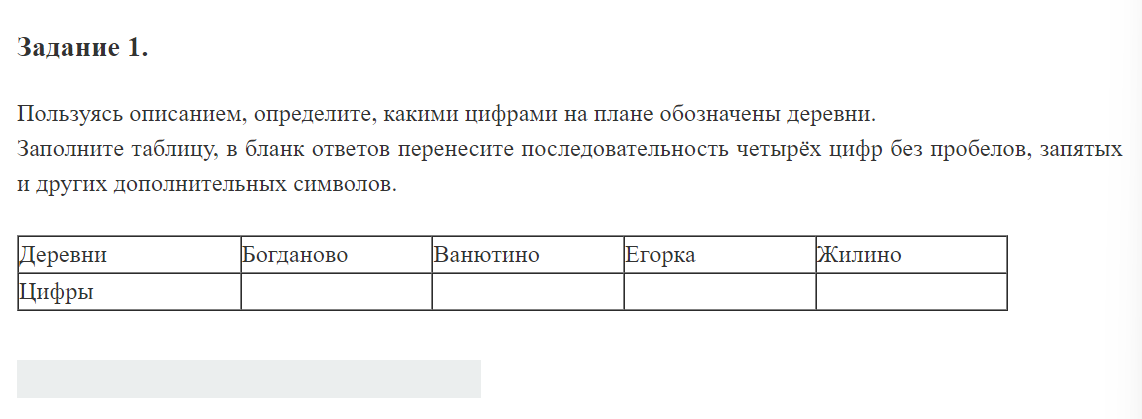 Задание 1.
Пользуясь описанием, определите, какими цифрами на плане обозначены деревни.
Заполните таблицу, в бланк ответов перенесите последовательность четырёх цифр без пробелов, запятых
и других дополнительных символов.
Деревни Богданово Ванютино Егорка Жилино
Цифры